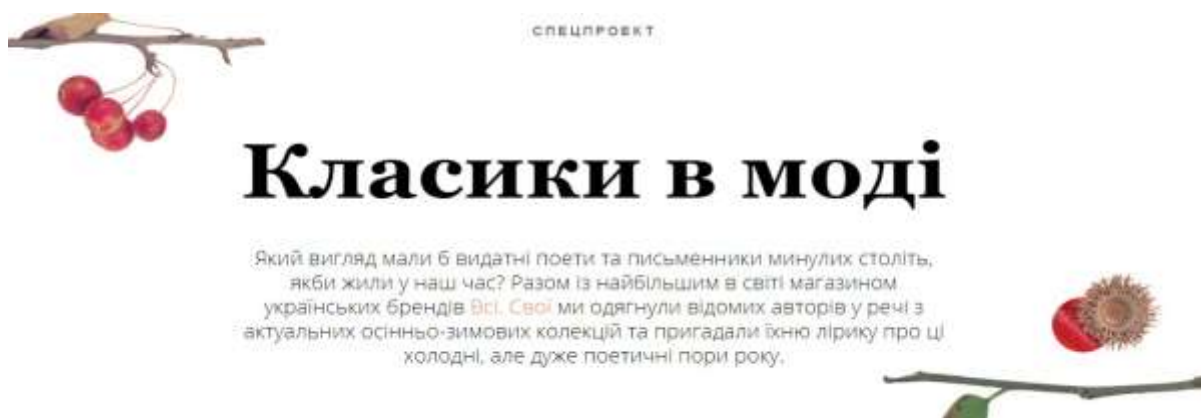 СПЕЦПРОЕКТ
Класики в моді
Який вигляд мали б видатні поети та письменники минулих століть,
якби жили у наш час? Разом із найбільшим в світі магазином
українських брендів Всі. Свої ми одягнули відомих авторів у речі з
актуальних осінньо-зимових колекцій та пригадали їхню лірику про ці
холодні, але дуже поетичні пори року.